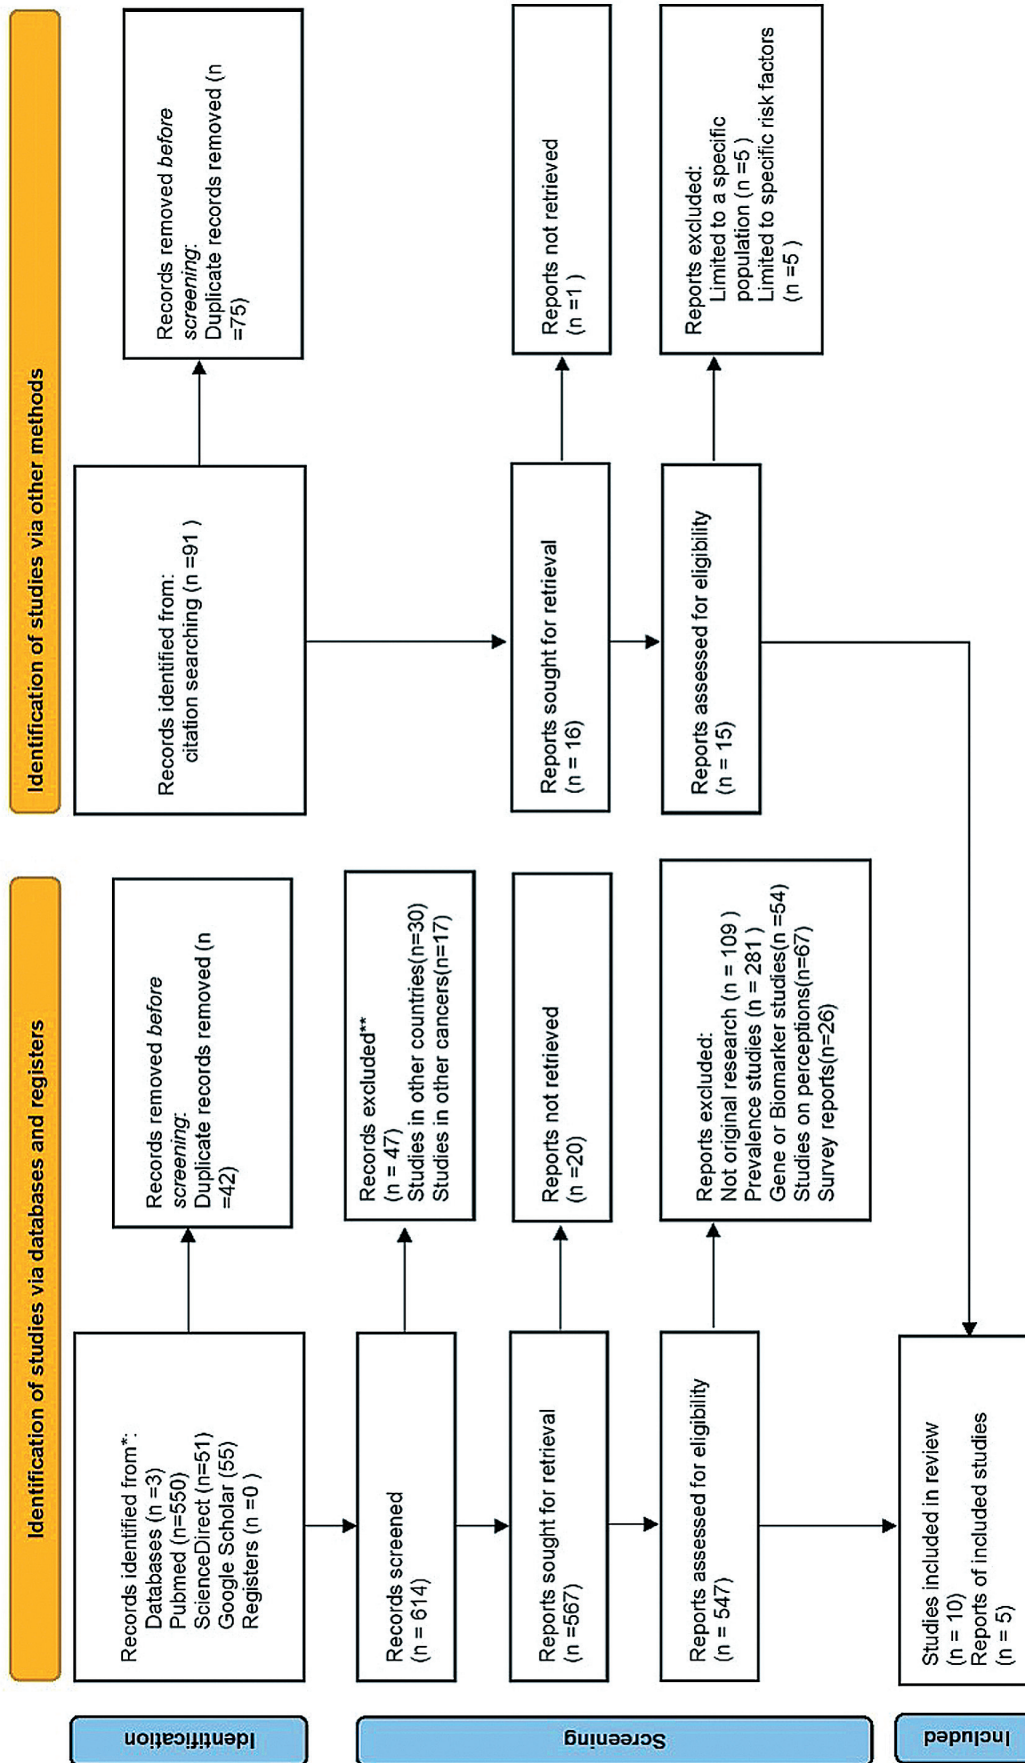 Identification of studies via databases and registers
Identification of studies via other methods
Identification
Records identified from*:
Databases (n =3)
Pubmed (n=550)
ScienceDirect (n=51)
Google Scholar (55)
Registers (n =0 )
Records removed before
screening:
Duplicate records removed (n
=42)
Records identified from:
citation searching (n =91 )
Records removed before
screening:
Duplicate records removed (n
=75)
Screening
Records screened
(n = 614)
Records excluded**
(n = 47)
Studies in other countries(n=30)
Studies in other cancers(n=17)
Reports sought for retrieval
(n =567)
Reports not retrieved
(n =20)
Reports sought for retrieval
(n = 16)
Reports not retrieved
(n =1 )
Reports assessed for eligibility
(n = 547)
Reports excluded:
Not original research (n = 109 )
Prevalence studies (n = 281 )
Gene or Biomarker studies(n =54)
Studies on perceptions(n=67)
Survey reports(n=26)
Reports assessed for eligibility
(n = 15)
Reports excluded:
Limited to a specific
population (n =5 )
Limited to specific risk factors
(n =5 )
Included
Studies included in review
(n = 10)
Reports of included studies
(n = 5)